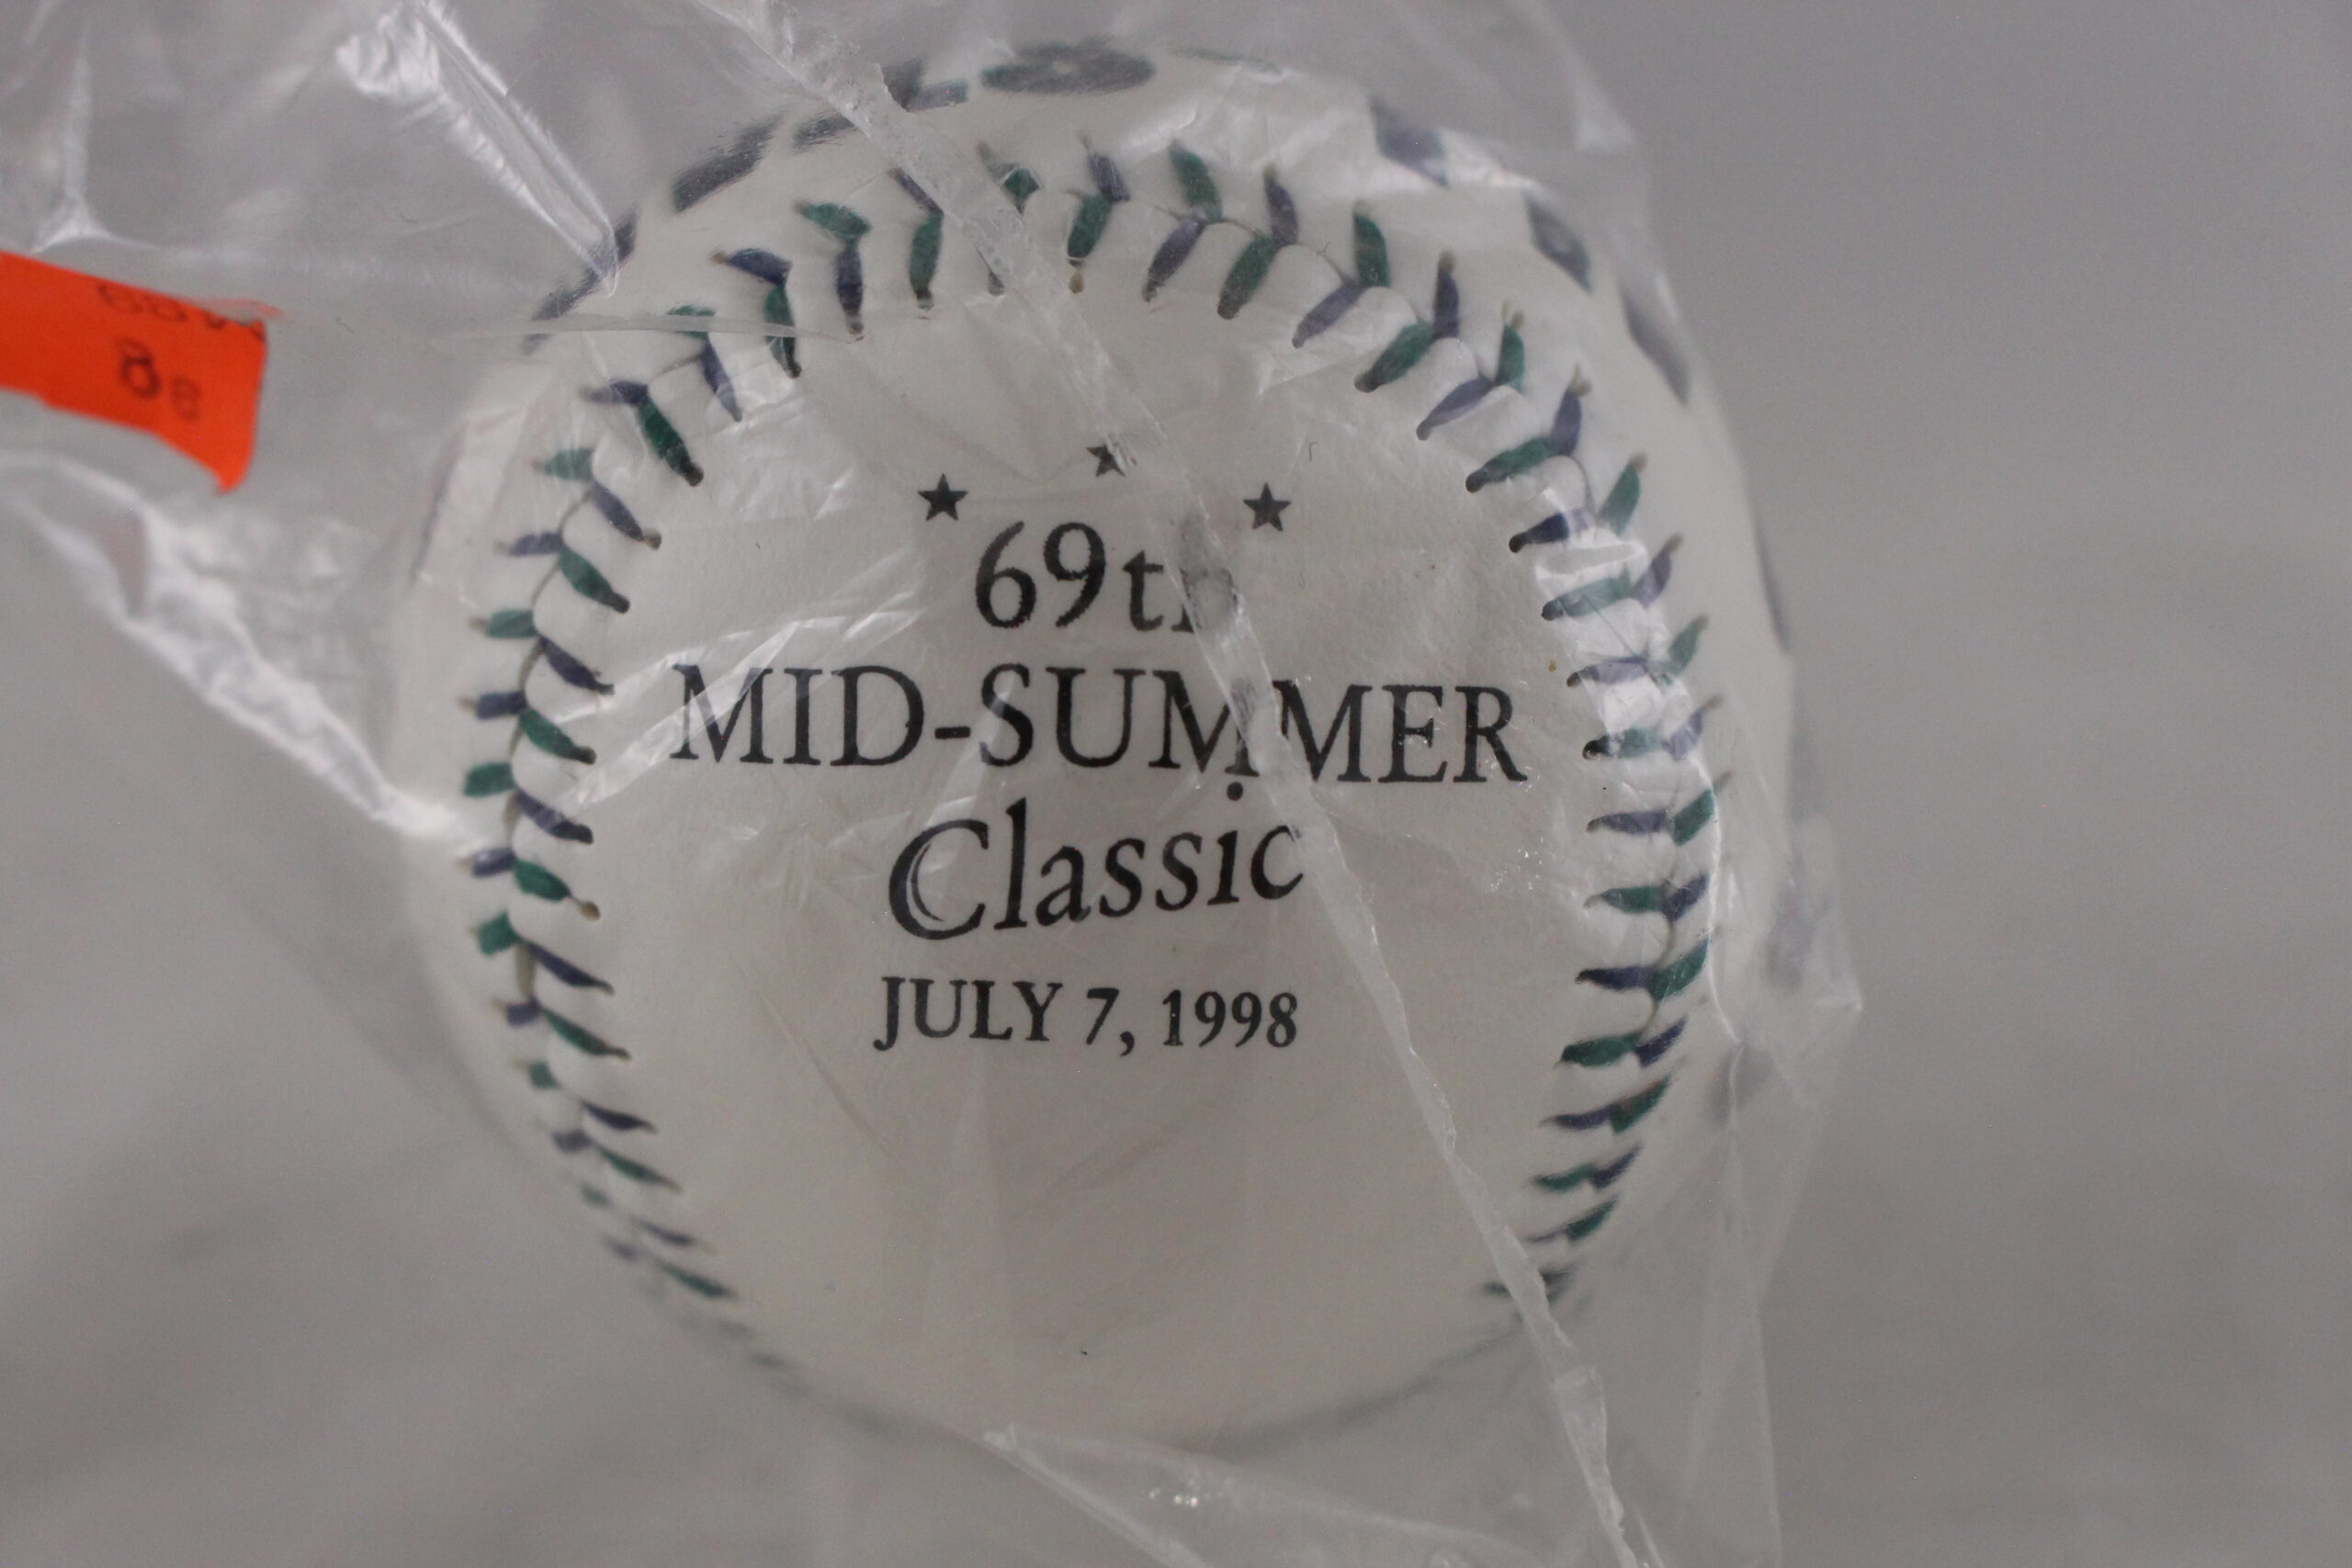 69th
MID-SUMMER
Classic
JULY 7, 1998